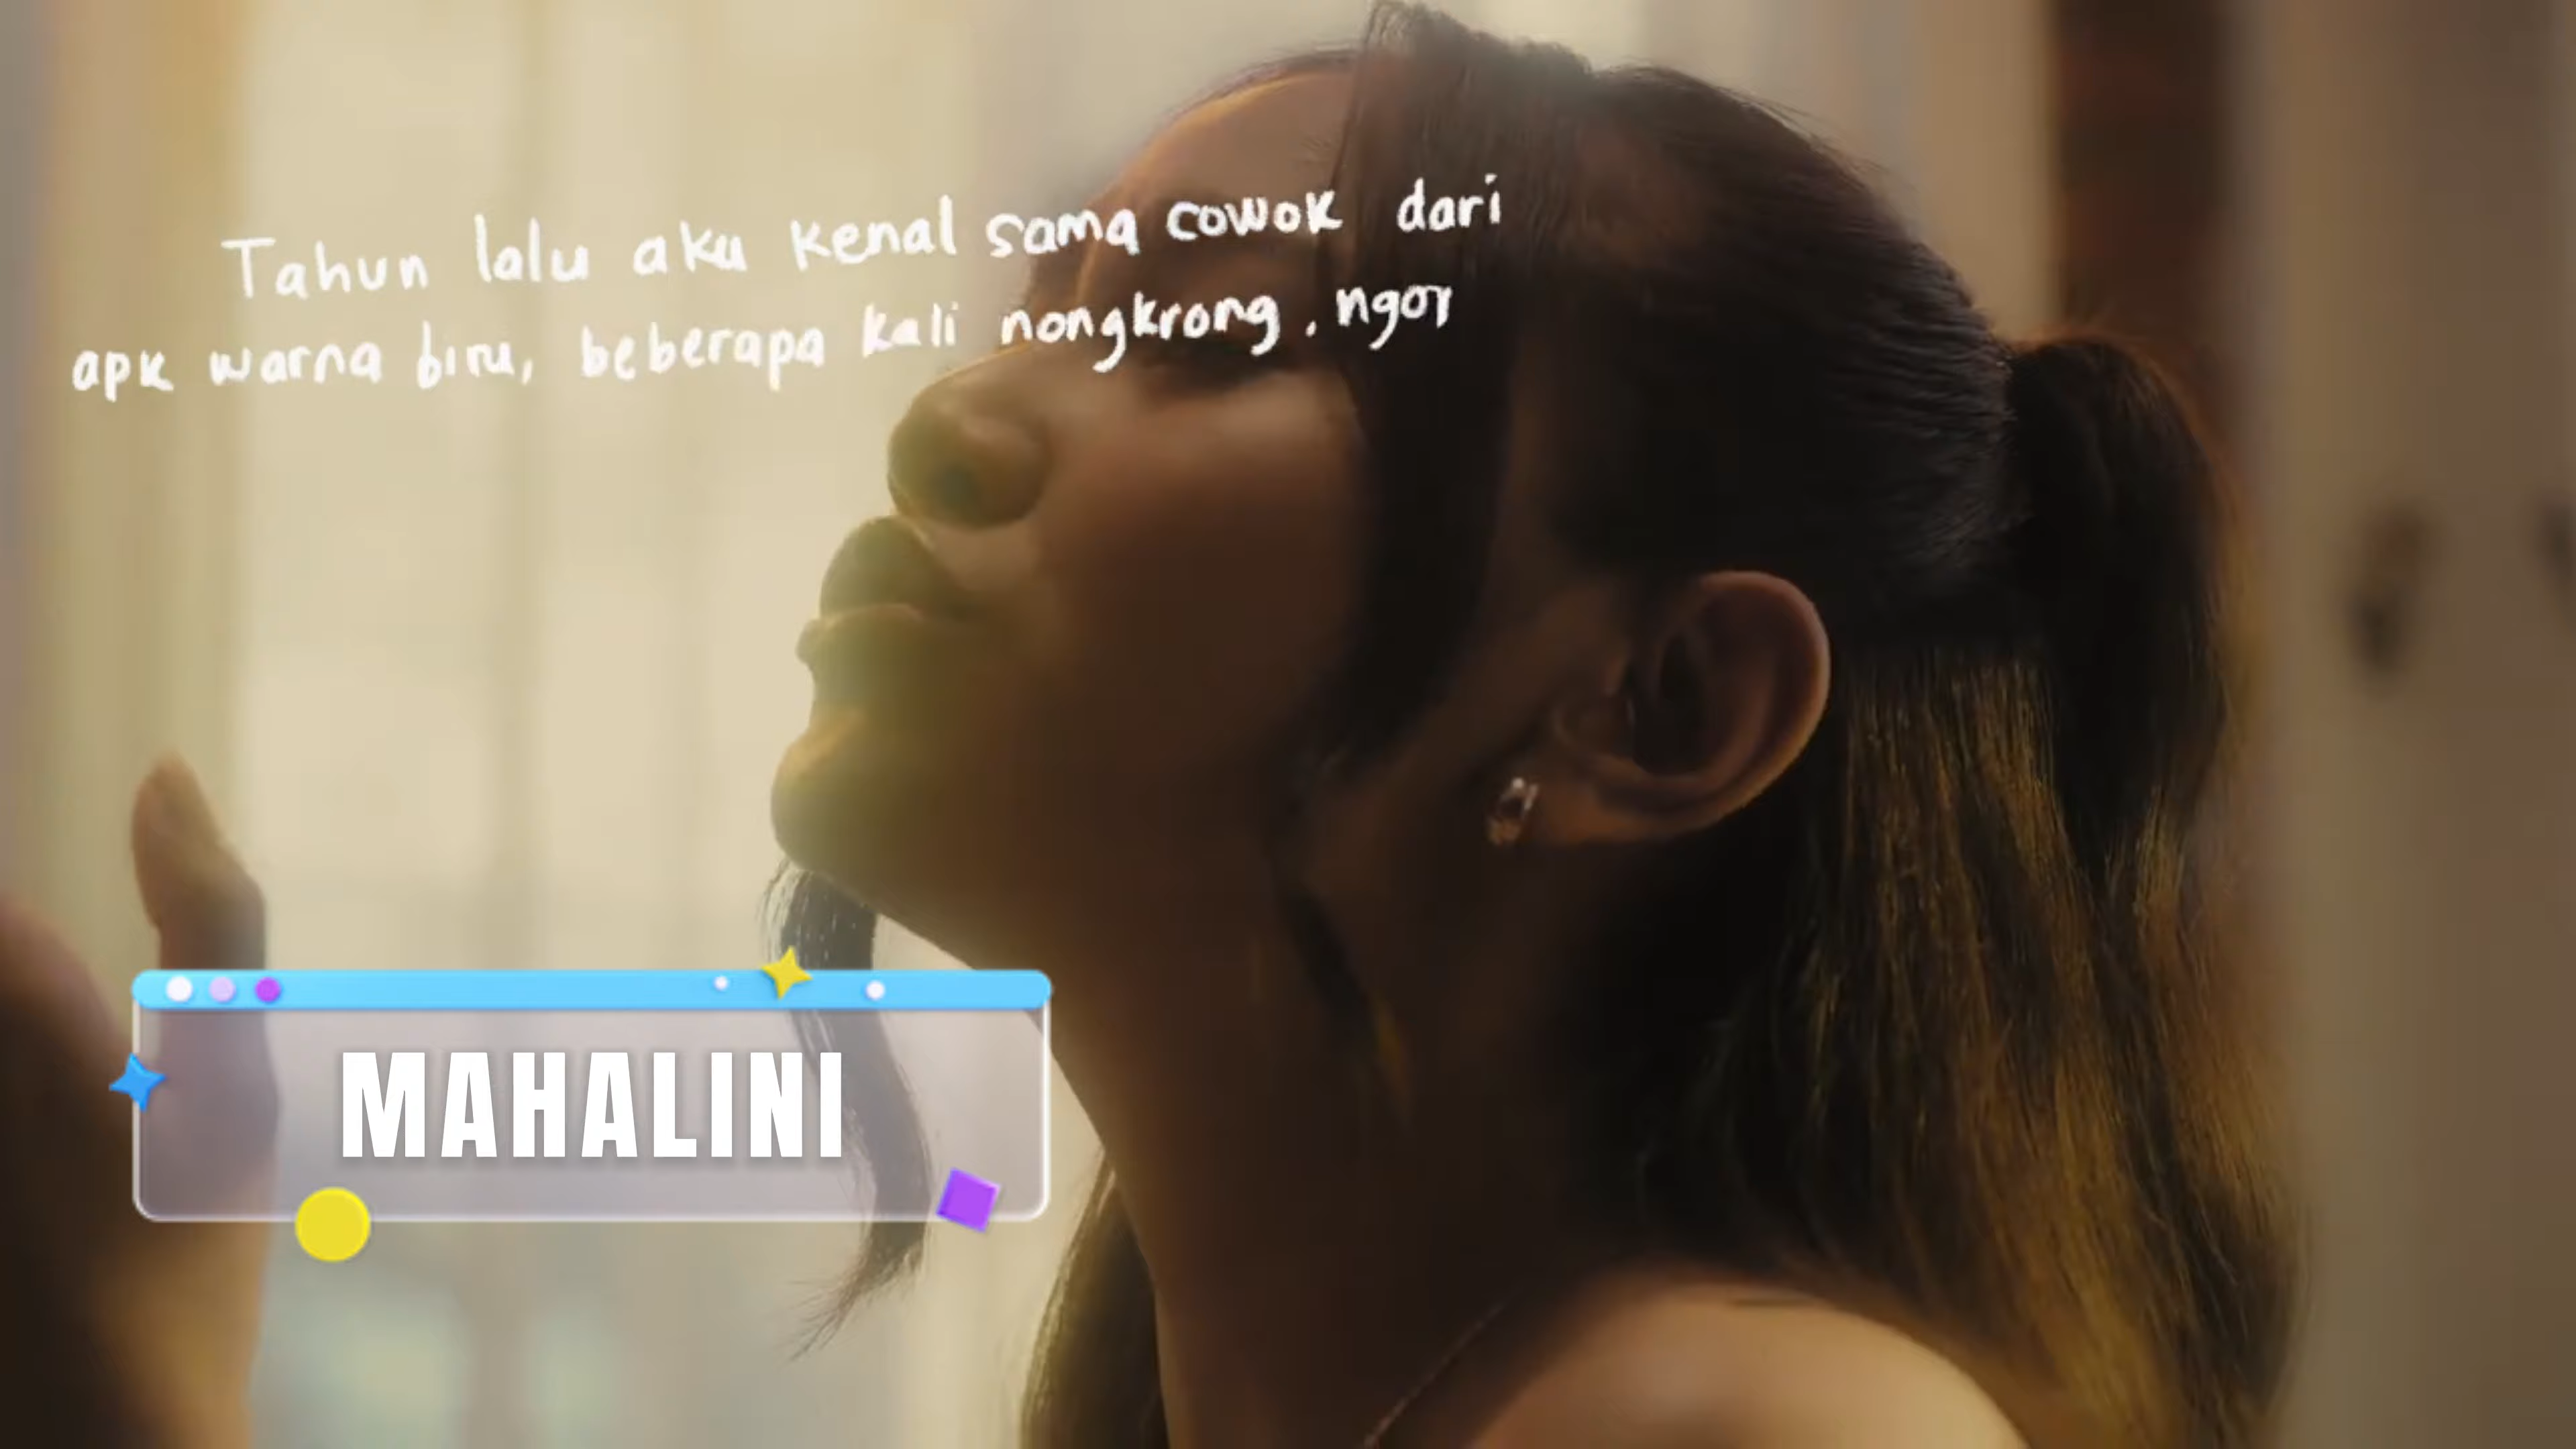 Tahun lalu aku kenal sama cowok dari
apk warna biru, beberapa kali nongkrong, ngor
MAHALINI